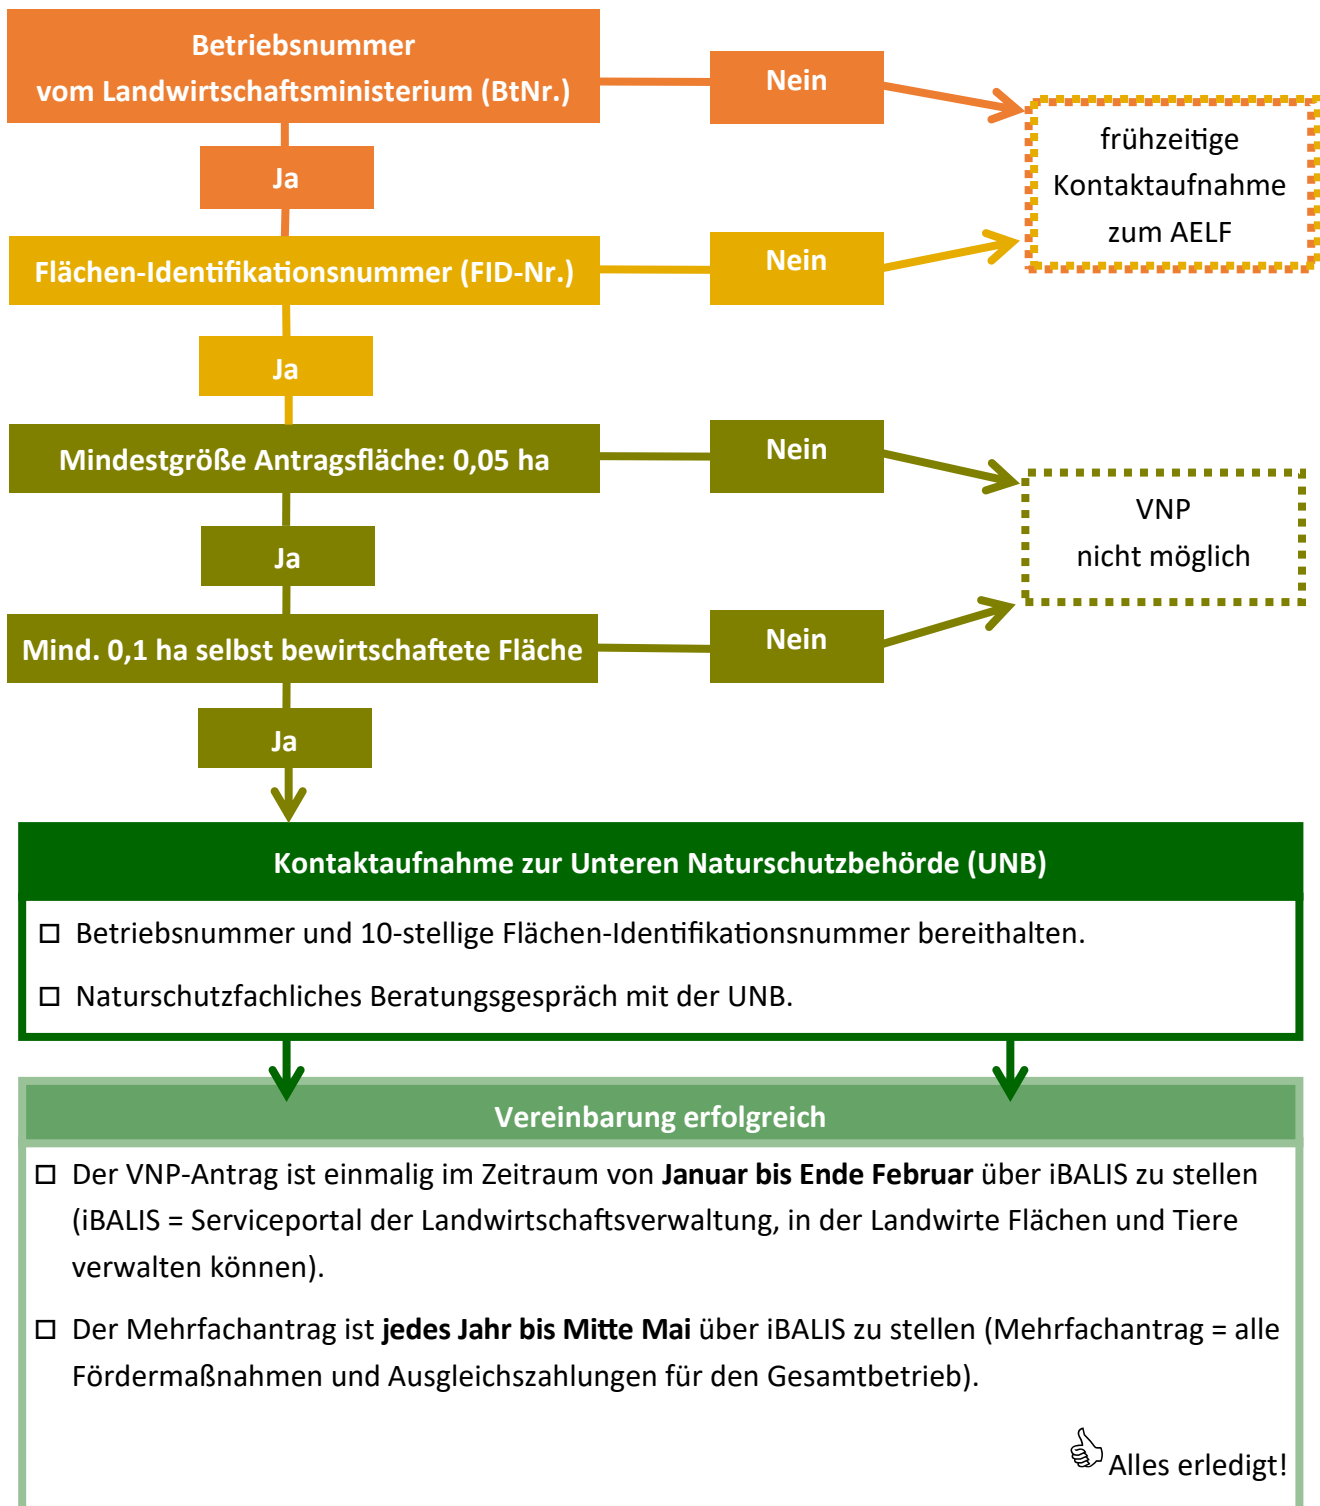 Betriebsnummer
vom Landwirtschaftsministerium (BtNr.)
Nein
frühzeitige
Kontaktaufnahme
zum AELF
Ja
Flächen-Identifikationsnummer (FID-Nr.)
Nein
Ja
Mindestgröße Antragsfläche: 0,05 ha
Nein
VNP
nicht möglich
Ja
Mind. 0,1 ha selbst bewirtschaftete Fläche
Nein
Ja
Kontaktaufnahme zur Unteren Naturschutzbehörde (UNB)
☐ Betriebsnummer und 10-stellige Flächen-Identifikationsnummer bereithalten.
☐ Naturschutzfachliches Beratungsgespräch mit der UNB.
Vereinbarung erfolgreich
☐ Der VNP-Antrag ist einmalig im Zeitraum von Januar bis Ende Februar über iBALIS zu stellen
(iBALIS = Serviceportal der Landwirtschaftsverwaltung, in der Landwirte Flächen und Tiere
verwalten können).
☐ Der Mehrfachantrag ist jedes Jahr bis Mitte Mai über iBALIS zu stellen (Mehrfachantrag = alle
Fördermaßnahmen und Ausgleichszahlungen für den Gesamtbetrieb).
Alles erledigt!